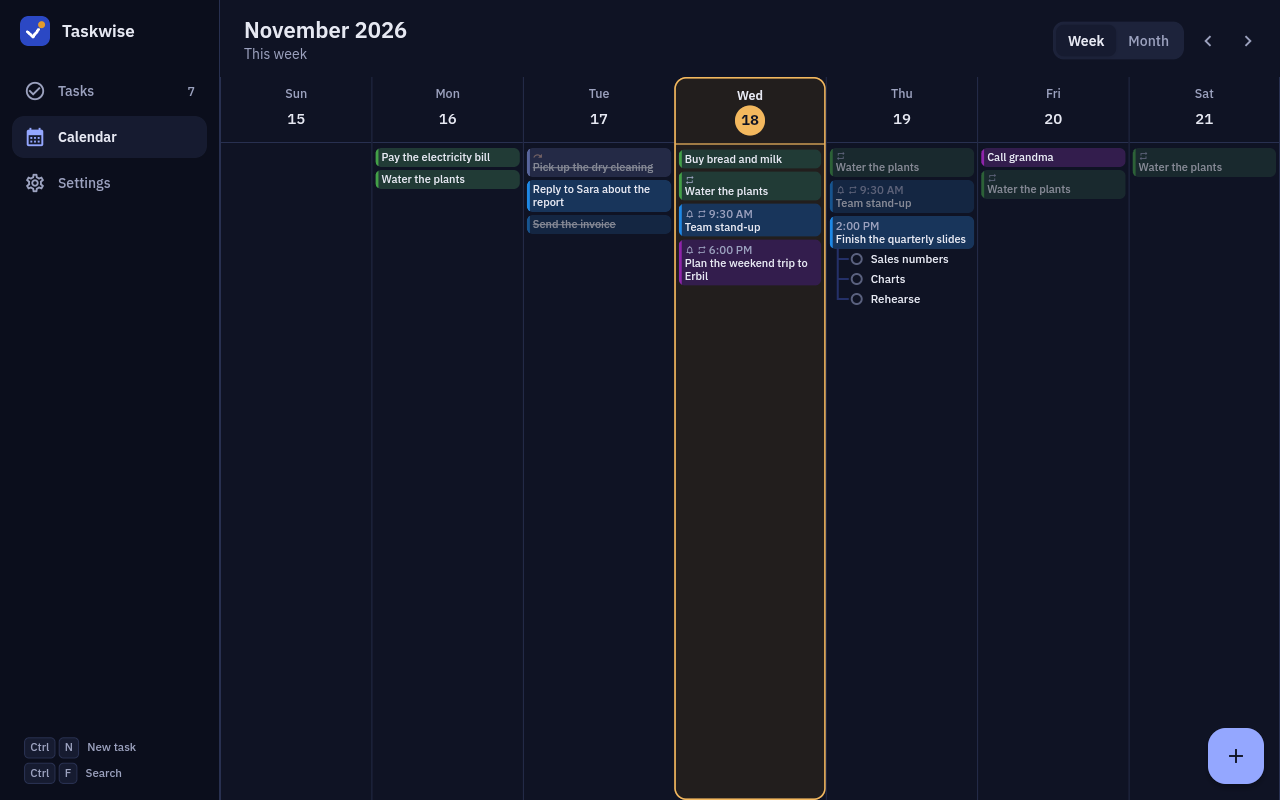 Taskwise
Tasks 7
Calendar
Settings
Ctrl N New task
Ctrl F Search
November 2026
This week
Week Month
Sun
15
Mon
16
Pay the electricity bill
Water the plants
Tue
17
Pick up the dry cleaning
Reply to Sara about the
report
Send the invoice
Wed
18
Buy bread and milk
Water the plants
9:30 AM
Team stand-up
6:00 PM
Plan the weekend trip to
Erbil
Thu
19
Water the plants
9:30 AM
Team stand-up
2:00 PM
Finish the quarterly slides
Sales numbers
Charts
Rehearse
Fri
20
Call grandma
Water the plants
Sat
21
Water the plants